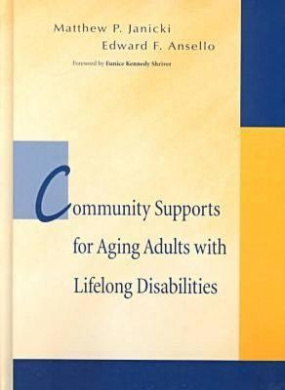 Matthew P. Janicki
Edward F. Ansello
Foreword by Eunice Kennedy Shriver
Community Supports
for Aging Adults with
Lifelong Disabilities